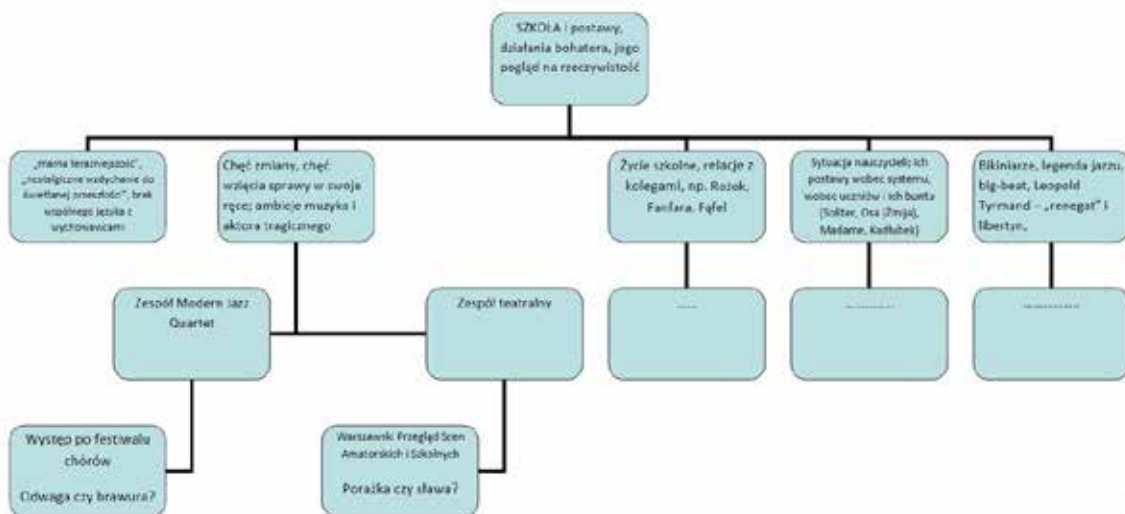 SZKOŁA i postawy,
działania bohatera, jego
pogląd na rzeczywistość
„marna teraźniejszość”,
„nostalgiczne wzdychanie do
świetlanej przeszłości”, brak
wspólnego języka z
wychowawcami
Chęć zmiany, chęć
wzięcia sprawy w swoje
ręce; ambicje muzyka i
aktora tragicznego
Życie szkolne, relacje z
kolegami, np. Rożek,
Fanfara, Fąfel
Sytuacja nauczycieli; ich
postawy wobec systemu,
wobec uczniów i ich buntu
(Soliter, Osa (Żmija),
Madame, Kadłubek)
Bikiniarze, legenda jazzu,
big-beat, Leopold
Tyrmand – „renegat” i
libertyn.
Zespół Modern Jazz
Quartet
Zespół teatralny
Występ po festiwalu
chórów
Odwaga czy brawura?
Warszawski Przegląd Scen
Amatorskich i Szkolnych
Porażka czy sława?